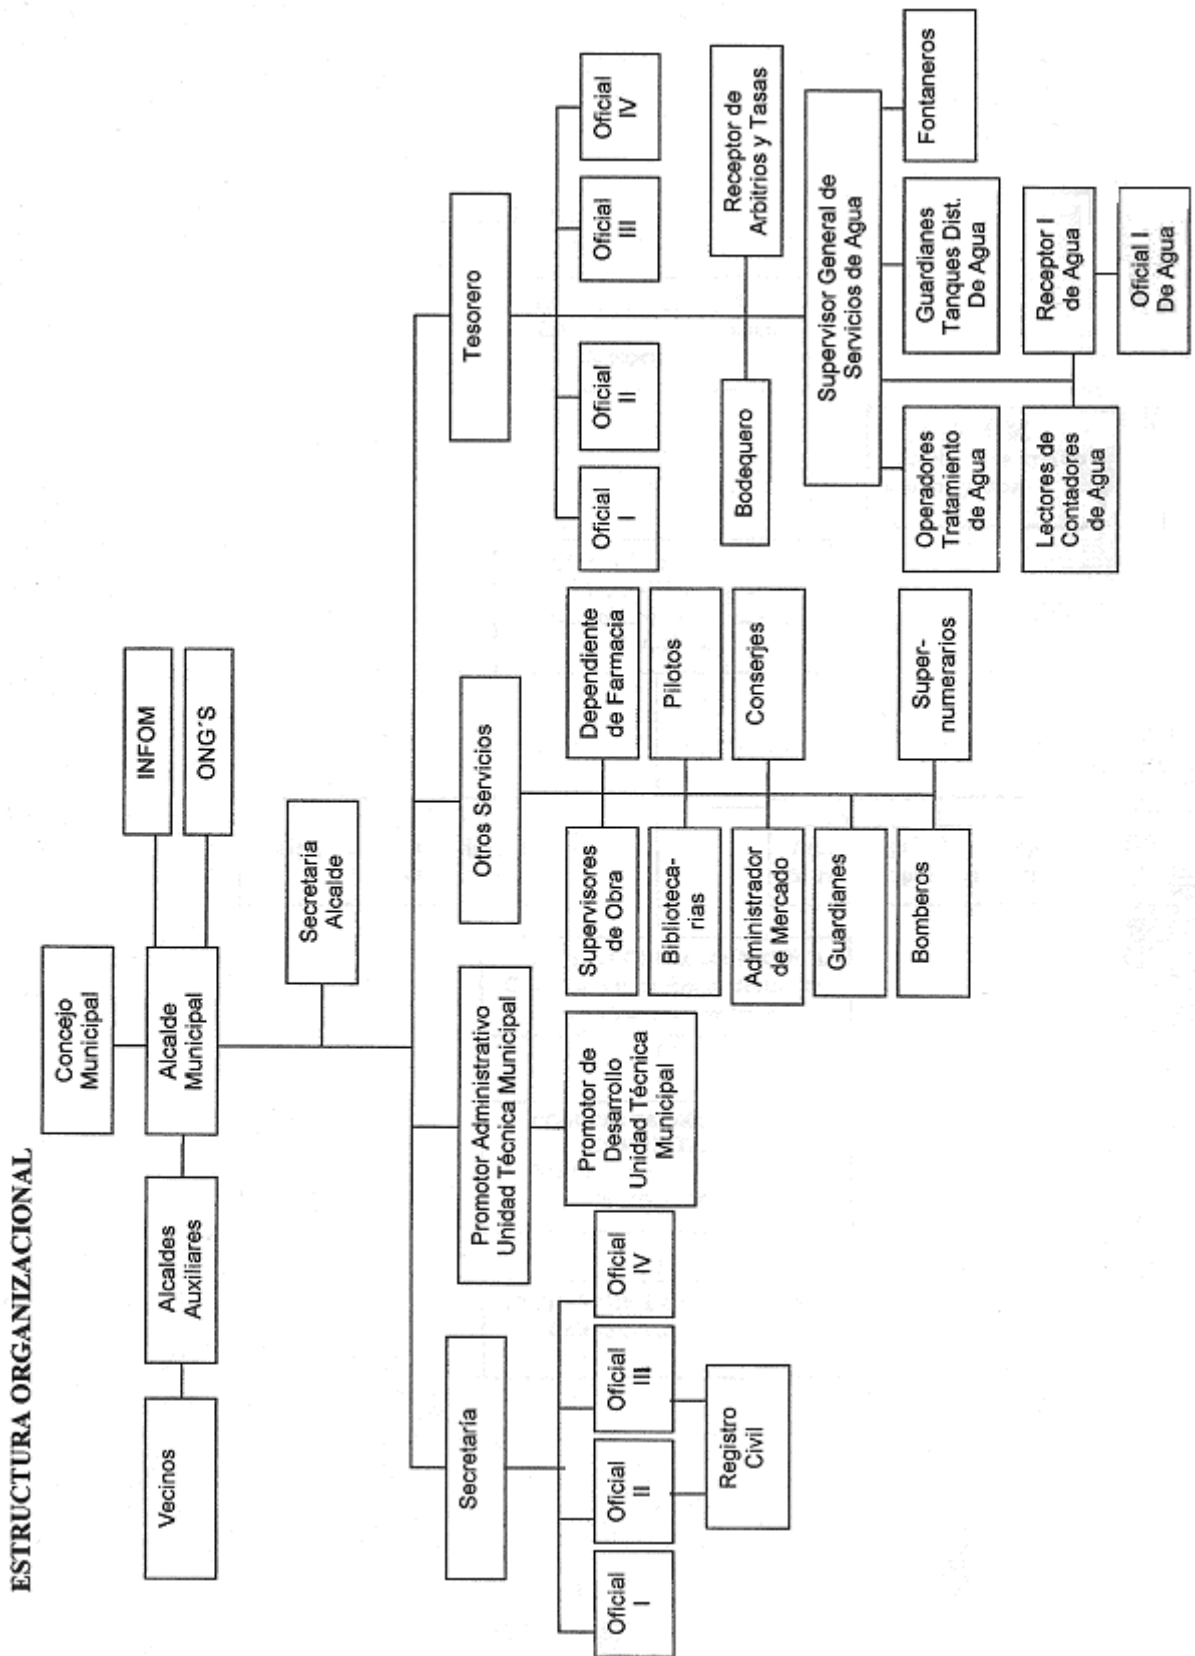 ESTRUCTURA ORGANIZACIONAL
Concejo
Municipal
Vecinos
Alcaldes
Auxiliares
Alcalde
Municipal
INFOM
ONG´S
Secretaria
Alcalde
Secretaría
Promotor Administrativo
Unidad Técnica Municipal
Otros Servicios
Tesorero
Oficial
I
Oficial
II
Oficial
III
Oficial
IV
Registro
Civil
Promotor de
Desarrollo
Unidad Técnica
Municipal
Supervisores
de Obra
Dependiente
de Farmacia
Biblioteca-
rias
Pilotos
Administrador
de Mercado
Conserjes
Guardianes
Bomberos
Super-
numerarios
Oficial
I
Oficial
II
Oficial
III
Oficial
IV
Bodequero
Receptor de
Arbitrios y Tasas
Supervisor General de
Servicios de Agua
Operadores
Tratamiento
de Agua
Guardianes
Tanques Dist.
De Agua
Fontaneros
Lectores de
Contadores
de Agua
Receptor I
de Agua
Oficial I
De Agua